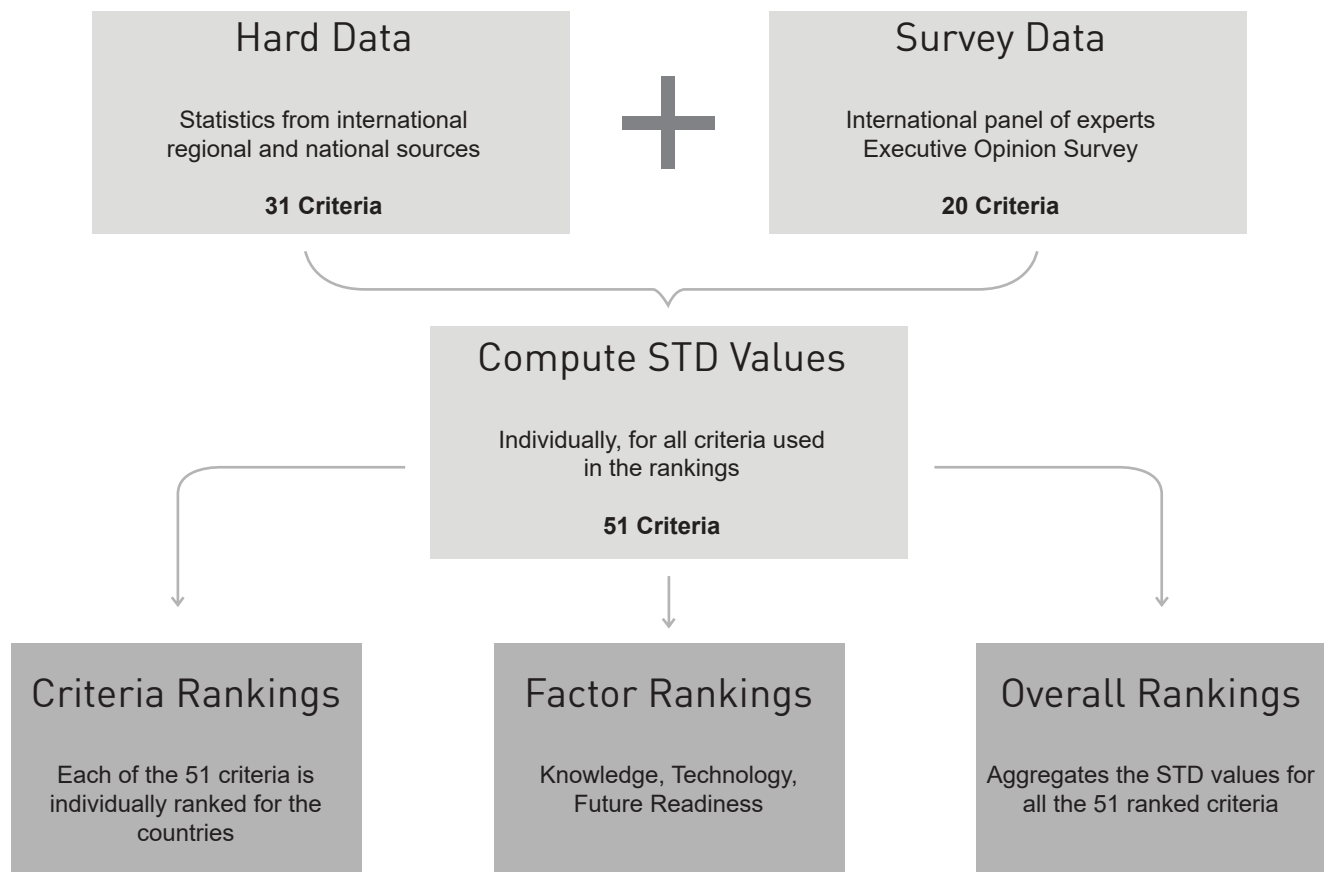 Hard Data
Statistics from international
regional and national sources
31 Criteria
Survey Data
International panel of experts
Executive Opinion Survey
20 Criteria
Compute STD Values
Individually, for all criteria used
in the rankings
51 Criteria
Criteria Rankings
Each of the 51 criteria is
individually ranked for the
countries
Factor Rankings
Knowledge, Technology,
Future Readiness
Overall Rankings
Aggregates the STD values for
all the 51 ranked criteria